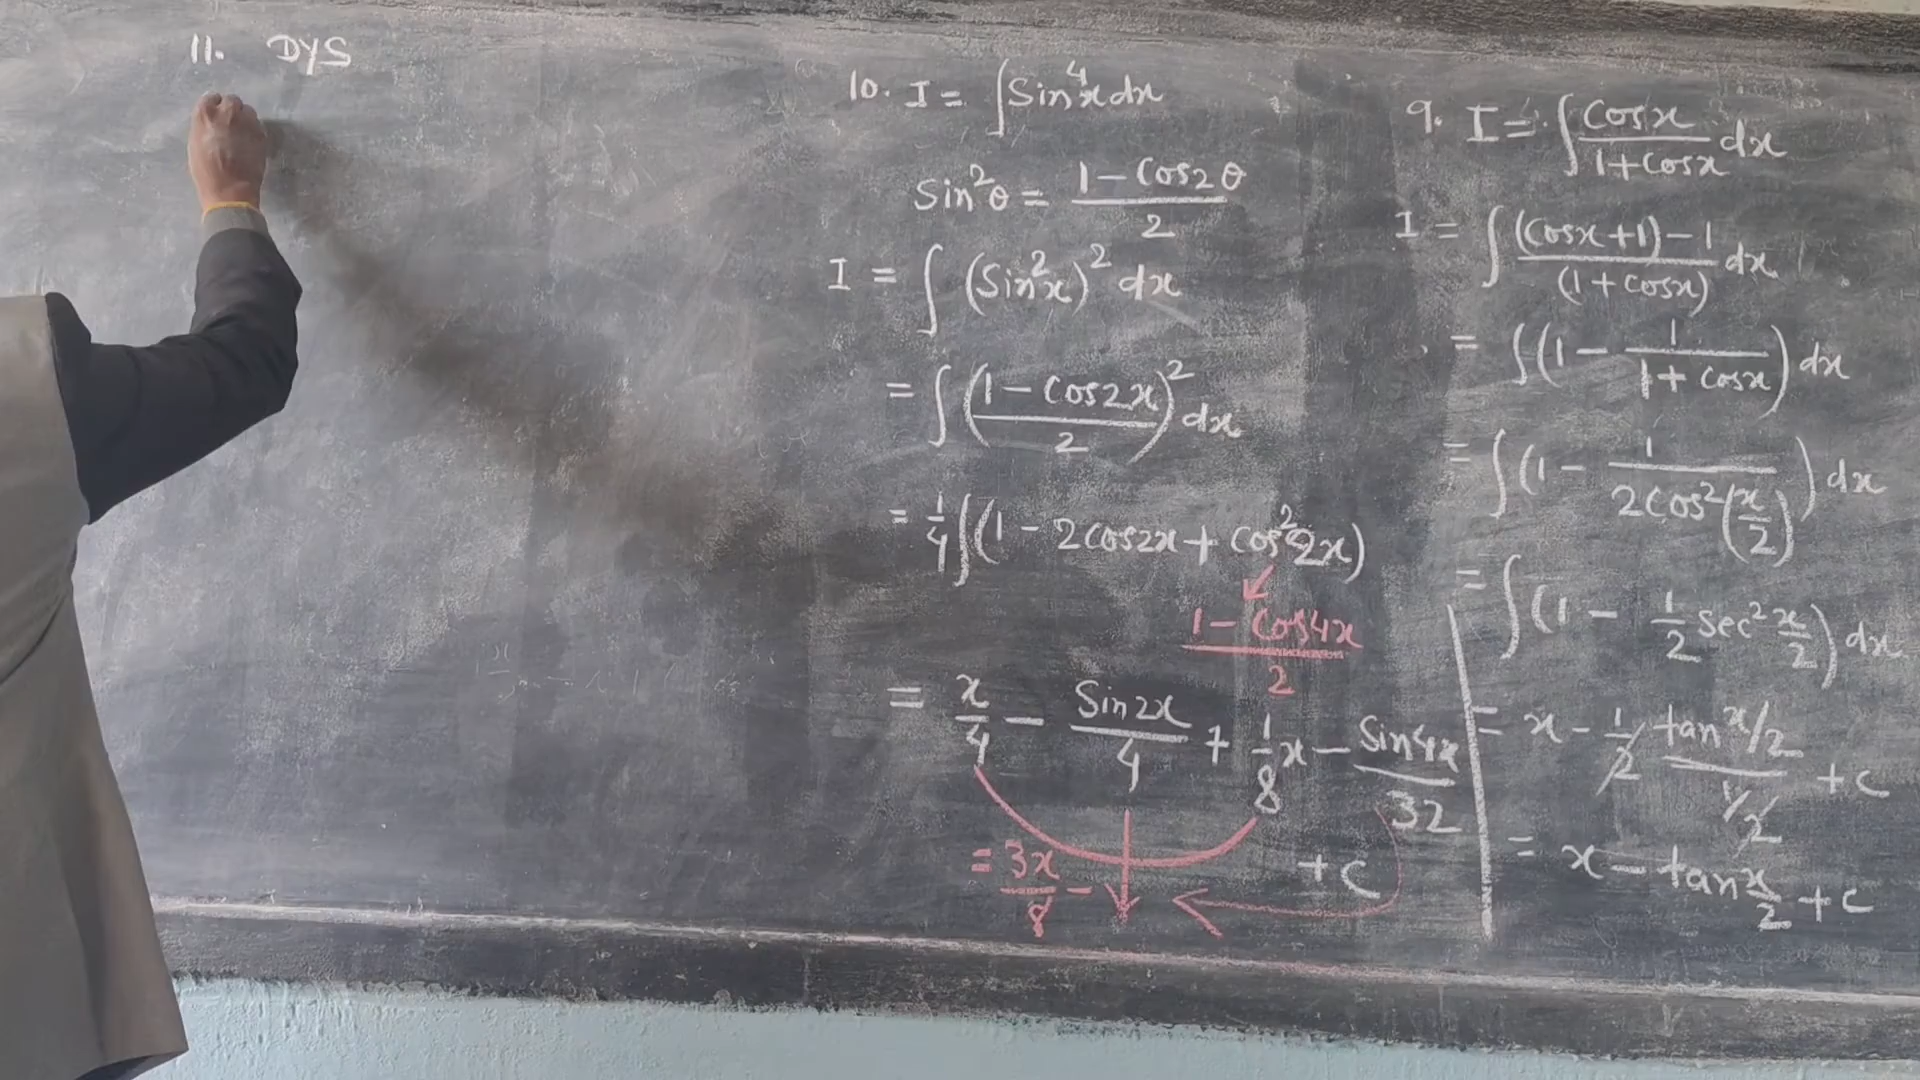 11. DYS
10. I = ∫ Sin⁴x dx
Sin²θ = (1 - Cos2θ)/2
I = ∫ (Sin²x)² dx
= ∫ ((1 - Cos2x)/2)² dx
= 1/4 ∫ (1 - 2Cos2x + Cos²2x)
(1 - Cos4x)/2
= x/4 - Sin2x/4 + 1/8 x - Sin4x/32
+ C
= 3x/8 -
9. I = ∫ Cosx/(1+Cosx) dx
I = ∫ ((Cosx+1) - 1)/(1+Cosx) dx
= ∫ (1 - 1/(1+Cosx)) dx
= ∫ (1 - 1/(2Cos²(x/2))) dx
= ∫ (1 - 1/2 Sec² x/2) dx
= x - 1/2 (tan x/2)/(1/2) + C
= x - tan x/2 + C